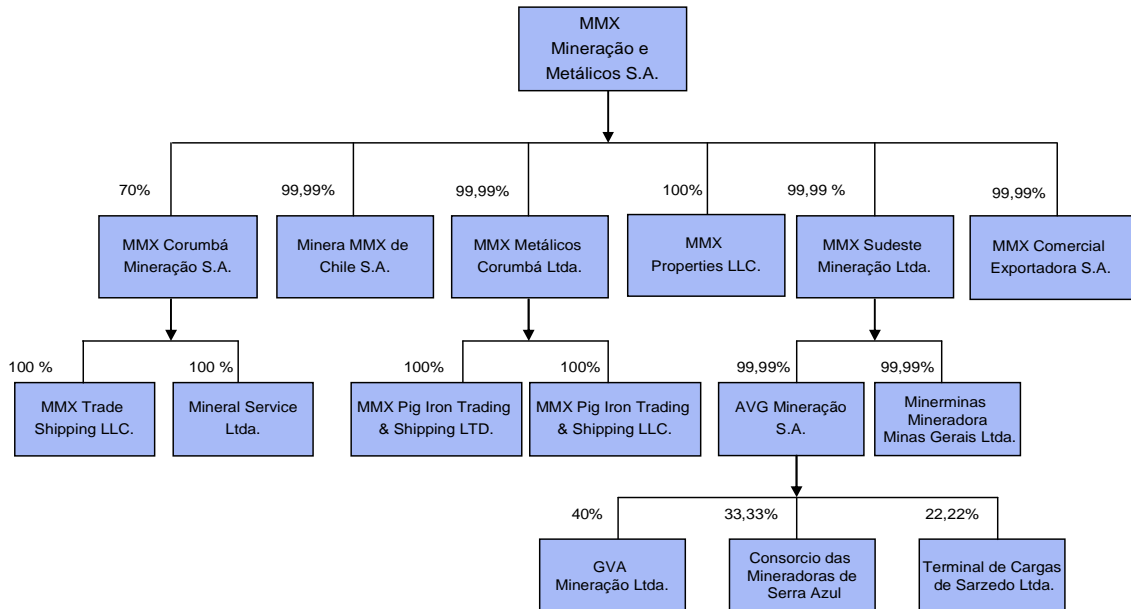 MMX
Mineração e
Metálicos S.A.
70%
99,99%
99,99%
100%
99,99 %
99,99%
MMX Corumbá
Mineração S.A.
Minera MMX de
Chile S.A.
MMX Metálicos
Corumbá Ltda.
MMX
Properties LLC.
MMX Sudeste
Mineração Ltda.
MMX Comercial
Exportadora S.A.
100 %
100 %
100%
100%
99,99%
99,99%
MMX Trade
Shipping LLC.
Mineral Service
Ltda.
MMX Pig Iron Trading
& Shipping LTD.
MMX Pig Iron Trading
& Shipping LLC.
AVG Mineração
S.A.
Minerminas
Mineradora
Minas Gerais Ltda.
40%
33,33%
22,22%
GVA
Mineração Ltda.
Consorcio das
Mineradoras de
Serra Azul
Terminal de Cargas
de Sarzedo Ltda.